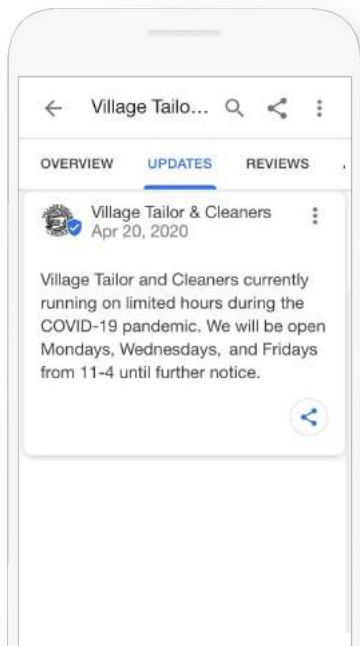 Village Tailo...
OVERVIEW UPDATES REVIEWS
Village Tailor & Cleaners
Apr 20, 2020
Village Tailor and Cleaners currently
running on limited hours during the
COVID-19 pandemic. We will be open
Mondays, Wednesdays, and Fridays
from 11-4 until further notice.